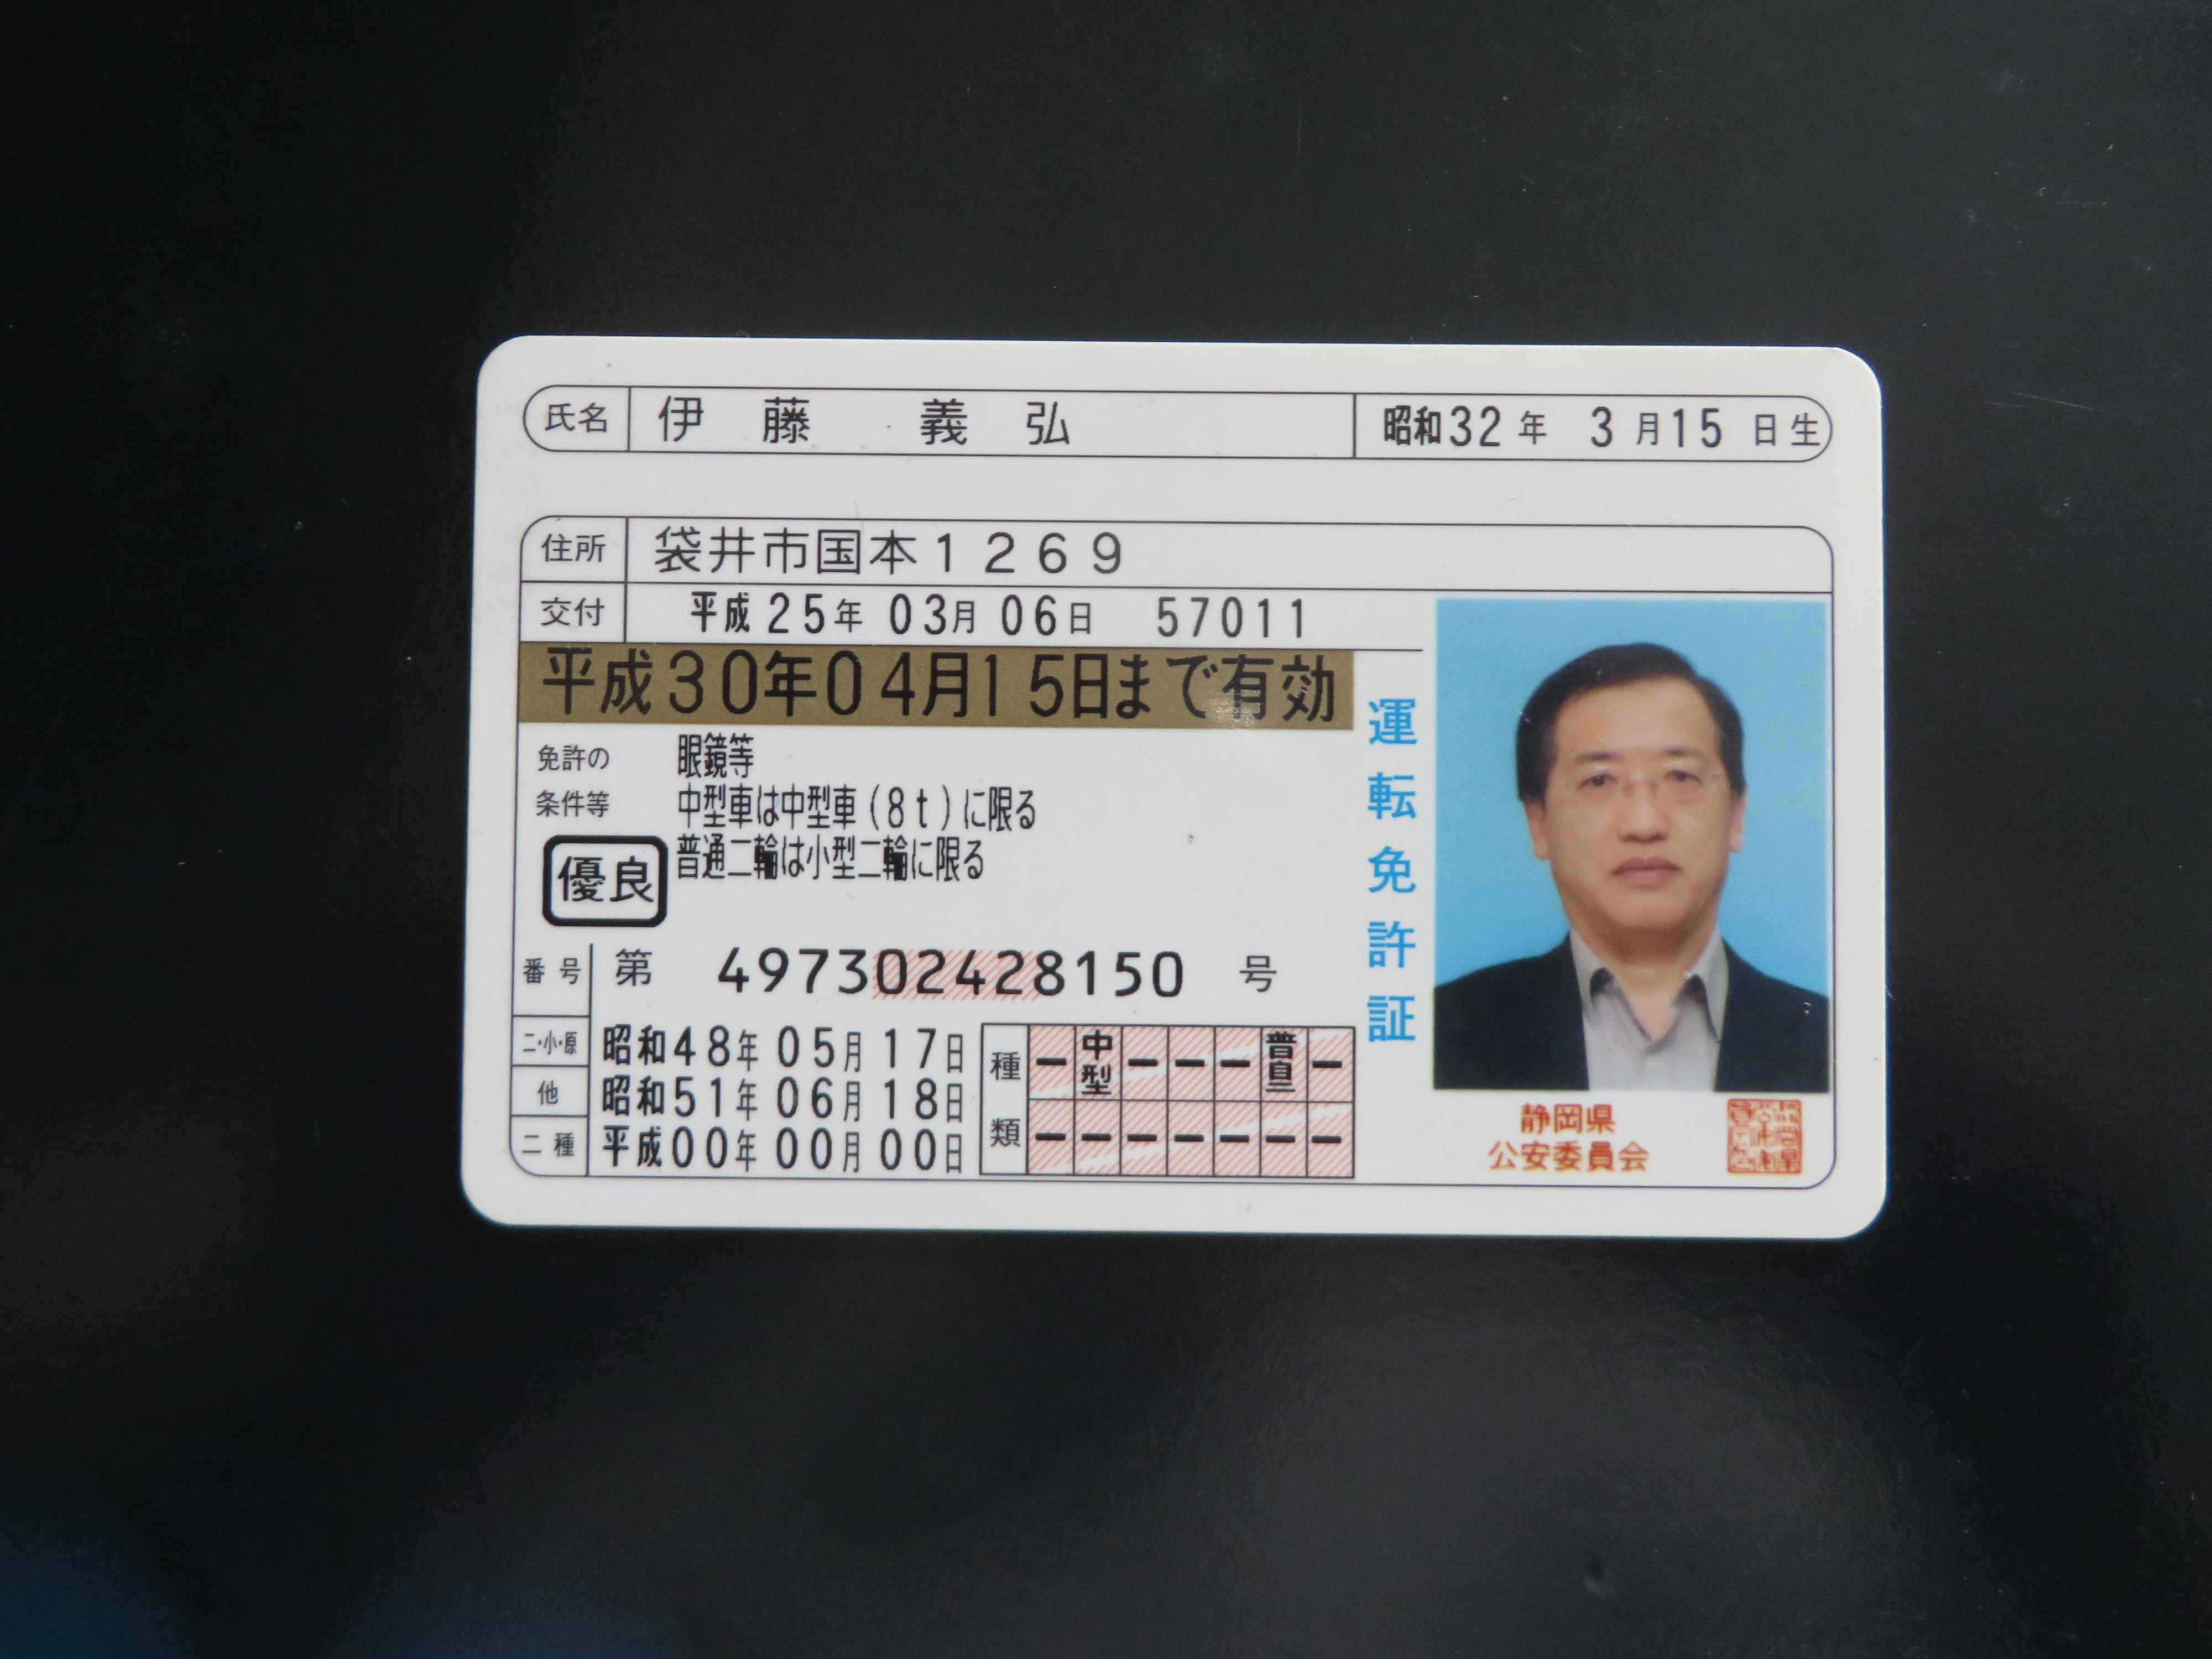 氏名 伊藤 義弘 昭和32年 3月15日生
住所 袋井市国本1269
交付 平成25年03月06日 57011
平成30年04月15日まで有効
免許の 眼鏡等
条件等 中型車は中型車(8t)に限る
普通二輪は小型二輪に限る
優良
番号 第 497302428150 号
二・小・原 昭和48年05月17日
他 昭和51年06月18日
二種 平成00年00月00日
種類 ー 中型 ー ー ー 普自二 ー
ー ー ー ー ー ー ー
運転免許証
静岡県
公安委員会